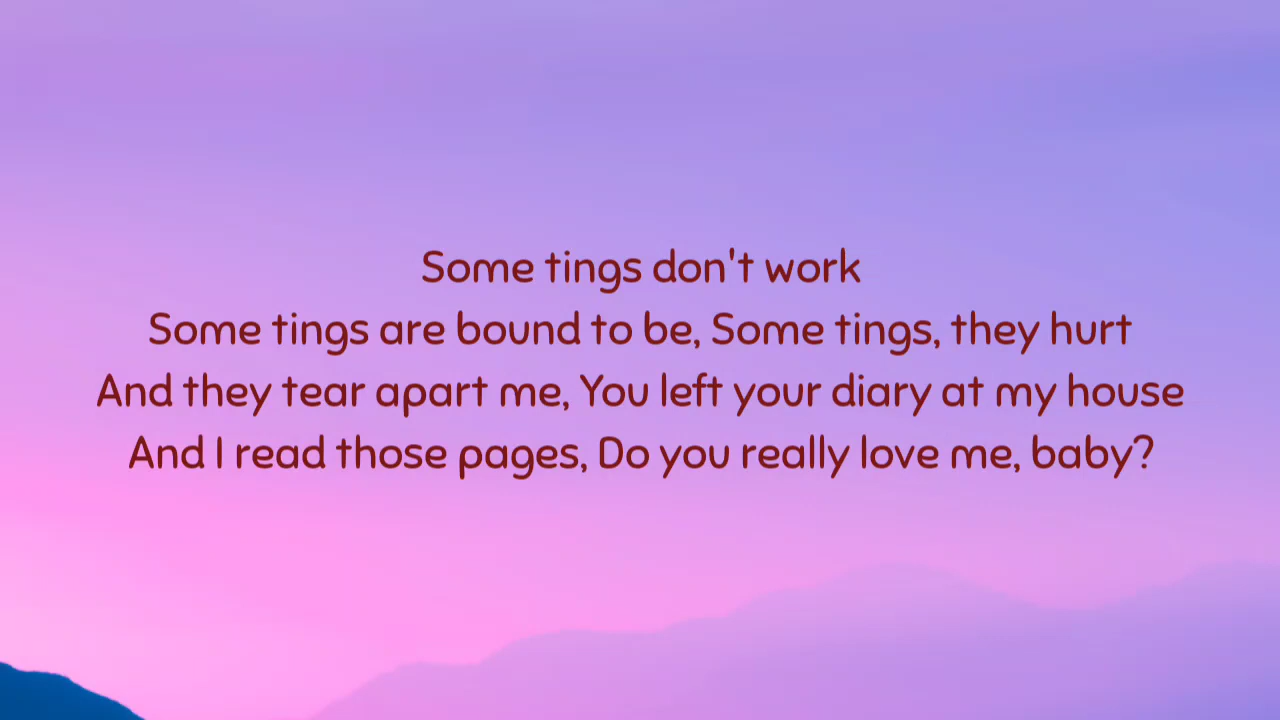 Some tings don't work
Some tings are bound to be, Some tings, they hurt
And they tear apart me, You left your diary at my house
And I read those pages, Do you really love me, baby?